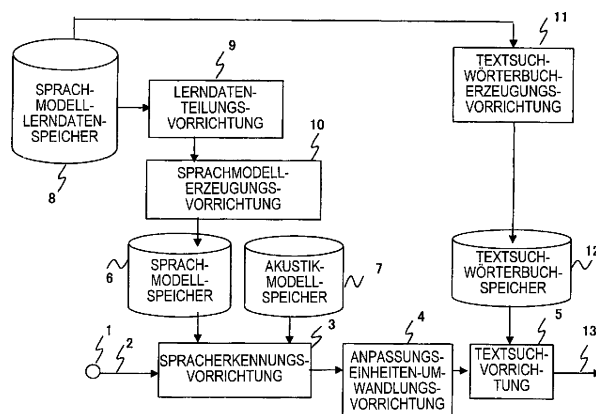 11
9
SPRACH-
MODELL-
LERNDATEN-
SPEICHER
8
LERNDATEN-
TEILUNGS-
VORRICHTUNG
TEXTSUCH-
WÖRTERBUCH-
ERZEUGUNGS-
VORRICHTUNG
10
SPRACHMODELL-
ERZEUGUNGS-
VORRICHTUNG
6
SPRACH-
MODELL-
SPEICHER
AKUSTIK-
MODELL-
SPEICHER
7
TEXTSUCH-
WÖRTERBUCH-
SPEICHER
12
1
2
3
SPRACHERKENNUNGS-
VORRICHTUNG
4
ANPASSUNGS-
EINHEITEN-UM-
WANDLUNGS-
VORRICHTUNG
5
TEXTSUCH-
VORRICH-
TUNG
13